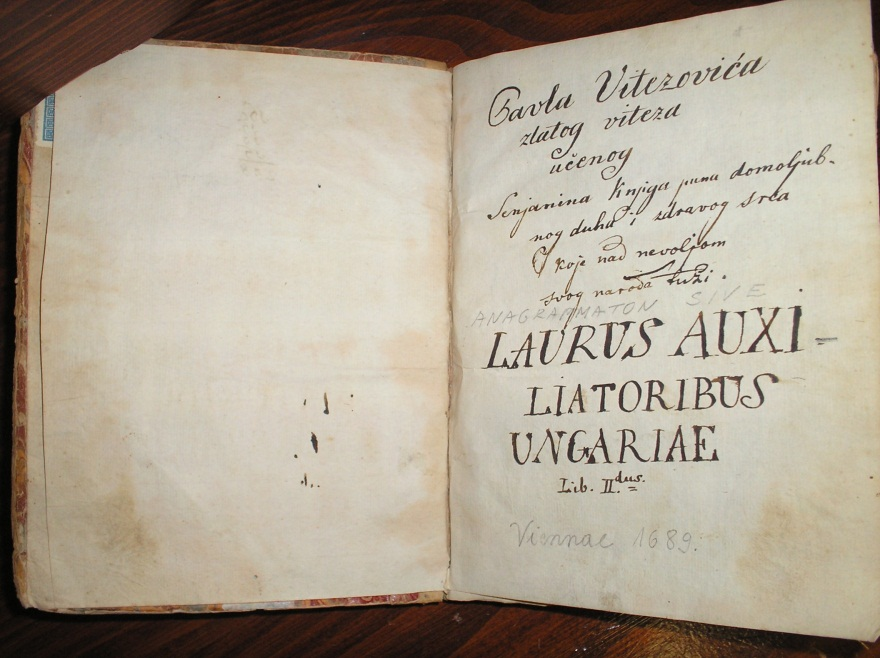 Pavla Vitezovića
zlatog viteza
učenog
Senjanina Knjiga puna domoljub-
nog duha i zdravog srca
koje nad nevoljom
svog naroda tuži.
ANAGRAMMATON SIVE
LAURUS AUXI-
LIATORIBUS
UNGARIAE
Lib. II.dus.
Viennae 1689.